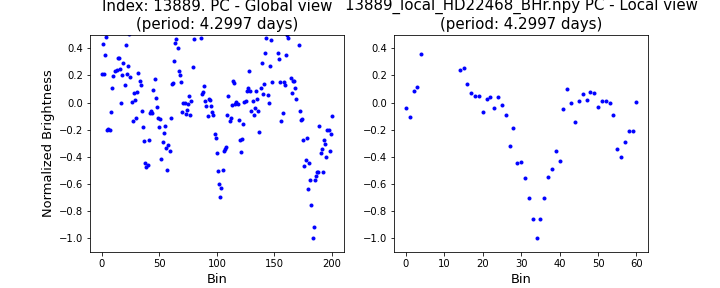 Index: 13889. PC - Global view
(period: 4.2997 days)
13889_local_HD22468_BHr.npy PC - Local view
(period: 4.2997 days)
Normalized Brightness
0.4
0.2
0.0
−0.2
−0.4
−0.6
−0.8
−1.0
0 50 100 150 200
Bin
0.4
0.2
0.0
−0.2
−0.4
−0.6
−0.8
−1.0
0 10 20 30 40 50 60
Bin